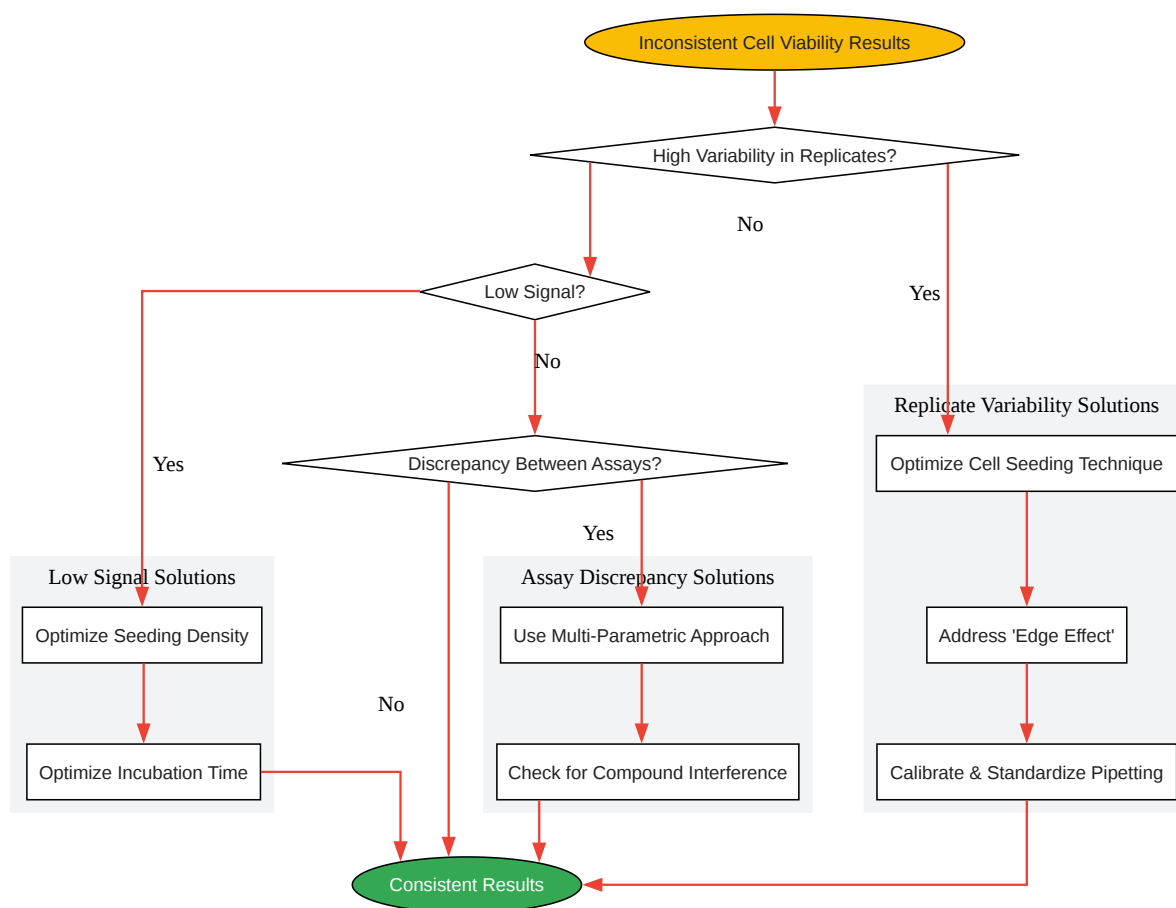 Inconsistent Cell Viability Results
High Variability in Replicates?
No
Yes
Low Signal?
No
Yes
Replicate Variability Solutions
Discrepancy Between Assays?
Optimize Cell Seeding Technique
Yes
Low Signal Solutions
Assay Discrepancy Solutions
Optimize Seeding Density
Use Multi-Parametric Approach
Address 'Edge Effect'
No
Optimize Incubation Time
Check for Compound Interference
Calibrate & Standardize Pipetting
Consistent Results